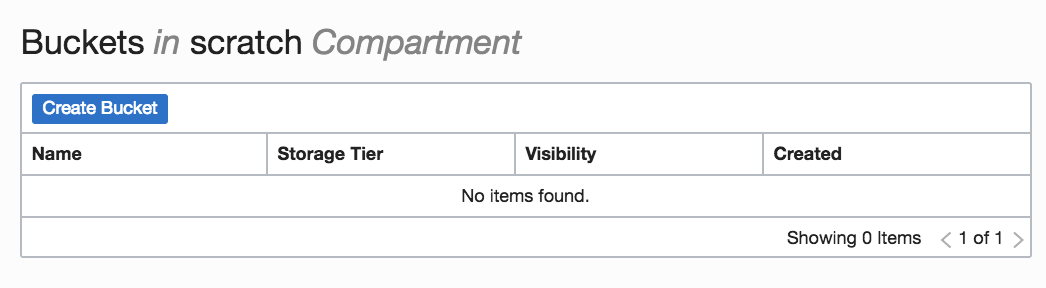 Buckets in scratch Compartment
Create Bucket
Name Storage Tier Visibility Created
No items found.
Showing 0 Items < 1 of 1 >